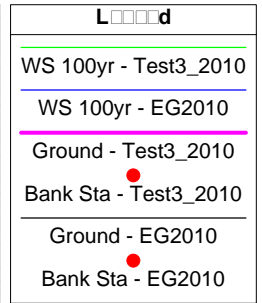 WS 100yr - Test3_2010
WS 100yr - EG2010
Ground - Test3_2010
Bank Sta - Test3_2010
Ground - EG2010
Bank Sta - EG2010